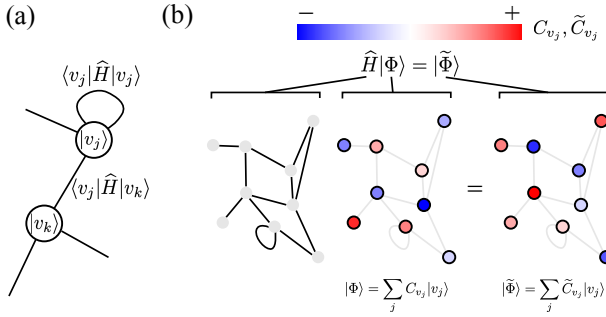 (a)
⟨v_j|Ĥ|v_j⟩
|v_j⟩
⟨v_j|Ĥ|v_k⟩
|v_k⟩
(b)
− + C_{v_j}, C̃_{v_j}
Ĥ|Φ⟩ = |Φ̃⟩
=
|Φ⟩ = ∑_j C_{v_j}|v_j⟩ |Φ̃⟩ = ∑_j C̃_{v_j}|v_j⟩